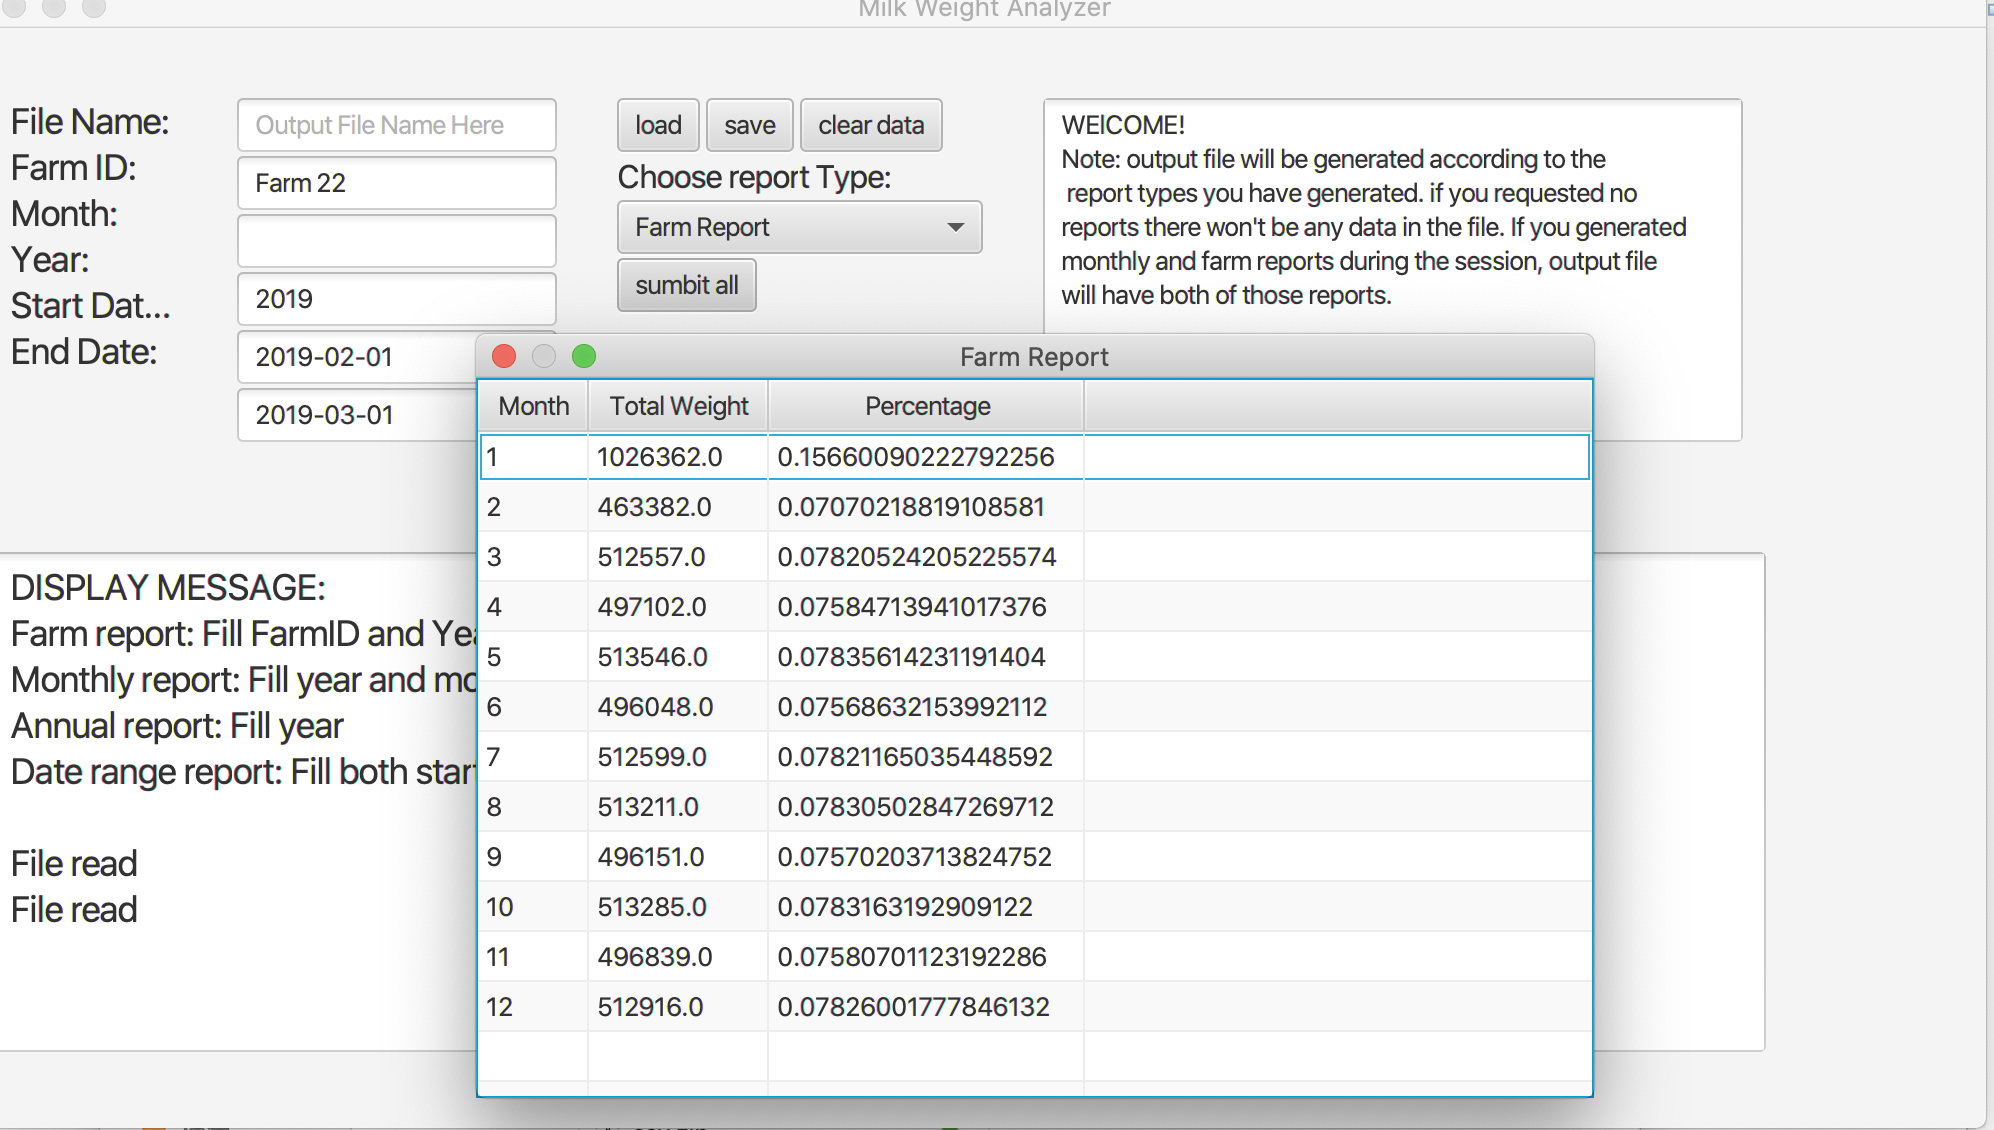 Milk Weight Analyzer
File Name:
Output File Name Here
Farm ID:
Farm 22
Month:
Year:
2019
Start Dat...
2019-02-01
End Date:
2019-03-01
load save clear data
Choose report Type:
Farm Report
sumbit all
WElCOME!
Note: output file will be generated according to the
report types you have generated. if you requested no
reports there won't be any data in the file. If you generated
monthly and farm reports during the session, output file
will have both of those reports.
DISPLAY MESSAGE:
Farm report: Fill FarmID and Yea
Monthly report: Fill year and mo
Annual report: Fill year
Date range report: Fill both start
File read
File read
Farm Report
Month Total Weight Percentage
1 1026362.0 0.15660090222792256
2 463382.0 0.07070218819108581
3 512557.0 0.07820524205225574
4 497102.0 0.07584713941017376
5 513546.0 0.07835614231191404
6 496048.0 0.07568632153992112
7 512599.0 0.07821165035448592
8 513211.0 0.07830502847269712
9 496151.0 0.07570203713824752
10 513285.0 0.0783163192909122
11 496839.0 0.07580701123192286
12 512916.0 0.07826001777846132